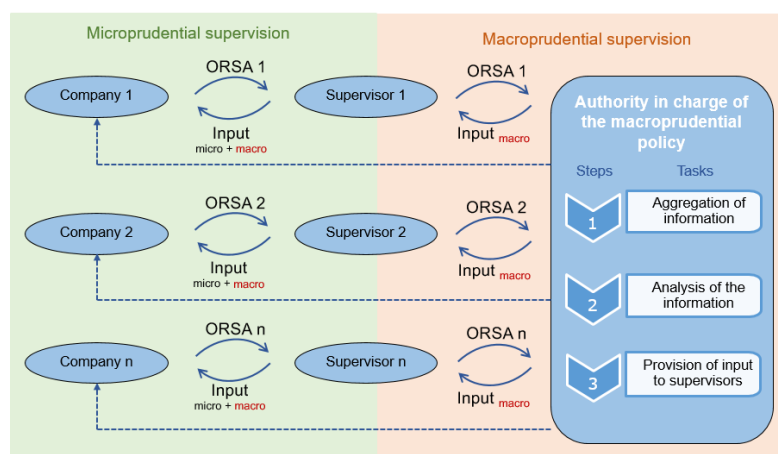 Microprudential supervision
Macroprudential supervision
Company 1
ORSA 1
Input
micro + macro
Supervisor 1
ORSA 1
Input macro
Company 2
ORSA 2
Input
micro + macro
Supervisor 2
ORSA 2
Input macro
Company n
ORSA n
Input
micro + macro
Supervisor n
ORSA n
Input macro
Authority in charge of
the macroprudential
policy
Steps
Tasks
1
Aggregation of
information
2
Analysis of the
information
3
Provision of input
to supervisors